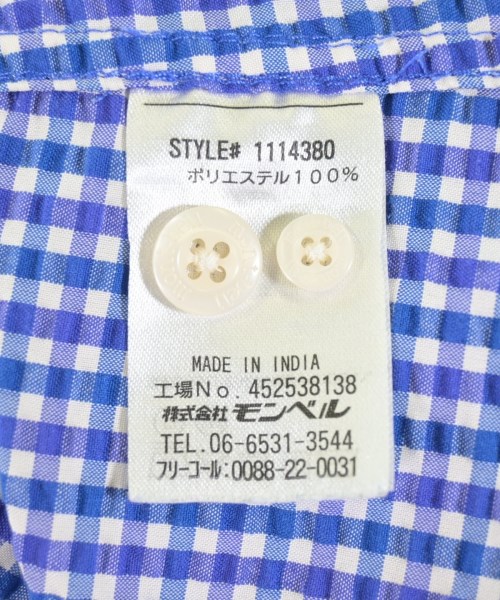 STYLE# 1114380
ポリエステル100%
MADE IN INDIA
工場No. 452538138
株式会社 モンベル
TEL.06-6531-3544
フリーコール:0088-22-0031